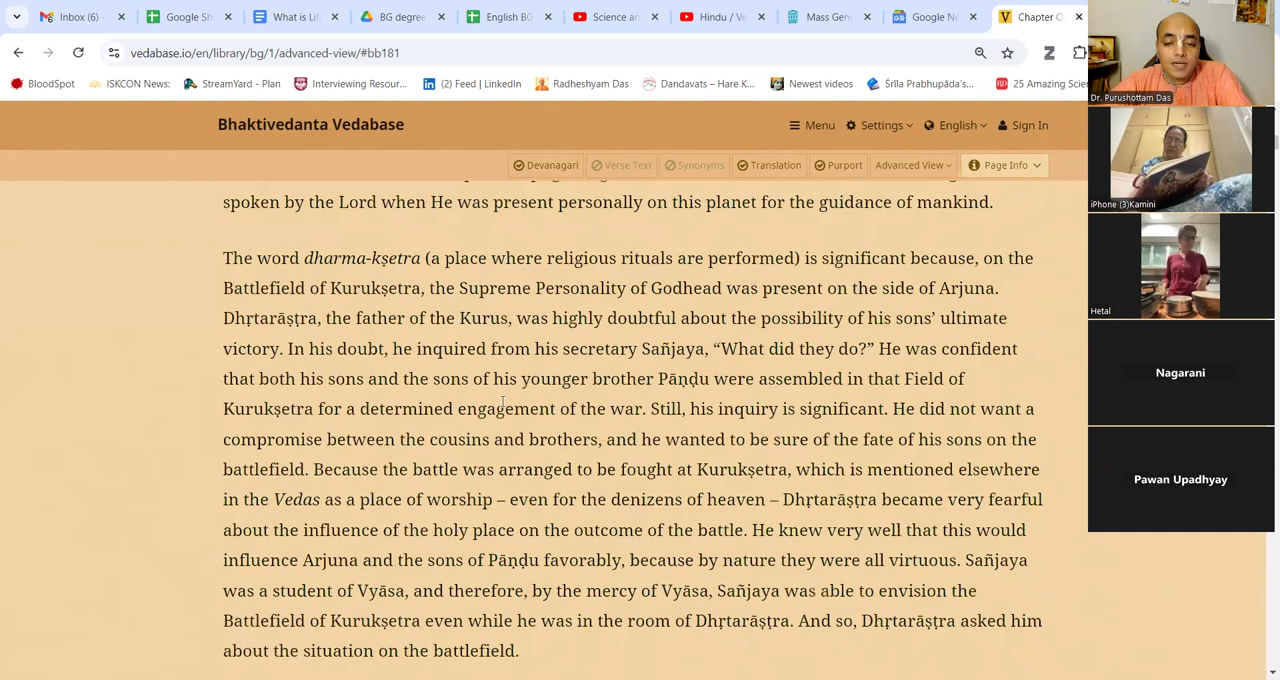 Inbox (6)
Google Sh
What is Lif
BG degree
English BG
Science an
Hindu / Ve
Mass Gen
Google Ne
Chapter O
vedabase.io/en/library/bg/1/advanced-view/#bb181
BloodSpot
ISKCON News:
StreamYard - Plan
Interviewing Resour...
(2) Feed | LinkedIn
Radheshyam Das
Dandavats – Hare K...
Newest videos
Śrīla Prabhupāda's...
25 Amazing Scien
Bhaktivedanta Vedabase
Menu Settings English Sign In
Devanagari Verse Text Synonyms Translation Purport Advanced View Page Info
spoken by the Lord when He was present personally on this planet for the guidance of mankind.
The word dharma-kṣetra (a place where religious rituals are performed) is significant because, on the
Battlefield of Kurukṣetra, the Supreme Personality of Godhead was present on the side of Arjuna.
Dhṛtarāṣṭra, the father of the Kurus, was highly doubtful about the possibility of his sons’ ultimate
victory. In his doubt, he inquired from his secretary Sañjaya, “What did they do?” He was confident
that both his sons and the sons of his younger brother Pāṇḍu were assembled in that Field of
Kurukṣetra for a determined engagement of the war. Still, his inquiry is significant. He did not want a
compromise between the cousins and brothers, and he wanted to be sure of the fate of his sons on the
battlefield. Because the battle was arranged to be fought at Kurukṣetra, which is mentioned elsewhere
in the Vedas as a place of worship – even for the denizens of heaven – Dhṛtarāṣṭra became very fearful
about the influence of the holy place on the outcome of the battle. He knew very well that this would
influence Arjuna and the sons of Pāṇḍu favorably, because by nature they were all virtuous. Sañjaya
was a student of Vyāsa, and therefore, by the mercy of Vyāsa, Sañjaya was able to envision the
Battlefield of Kurukṣetra even while he was in the room of Dhṛtarāṣṭra. And so, Dhṛtarāṣṭra asked him
about the situation on the battlefield.
Dr. Purushottam Das
iPhone (3)Kamini
Hetal
Nagarani
Pawan Upadhyay